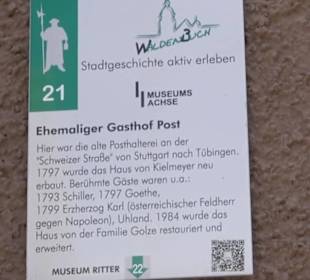 WALDENBUCH
Stadtgeschichte aktiv erleben
21
MUSEUMS
ACHSE
Ehemaliger Gasthof Post
Hier war die alte Posthalterei an der
"Schweizer Straße" von Stuttgart nach Tübingen.
1797 wurde das Haus von Kielmeyer neu
erbaut. Berühmte Gäste waren u.a.:
1793 Schiller, 1797 Goethe,
1799 Erzherzog Karl (österreichischer Feldherr
gegen Napoleon), Uhland. 1984 wurde das
Haus von der Familie Golze restauriert und
erweitert.
MUSEUM RITTER 22